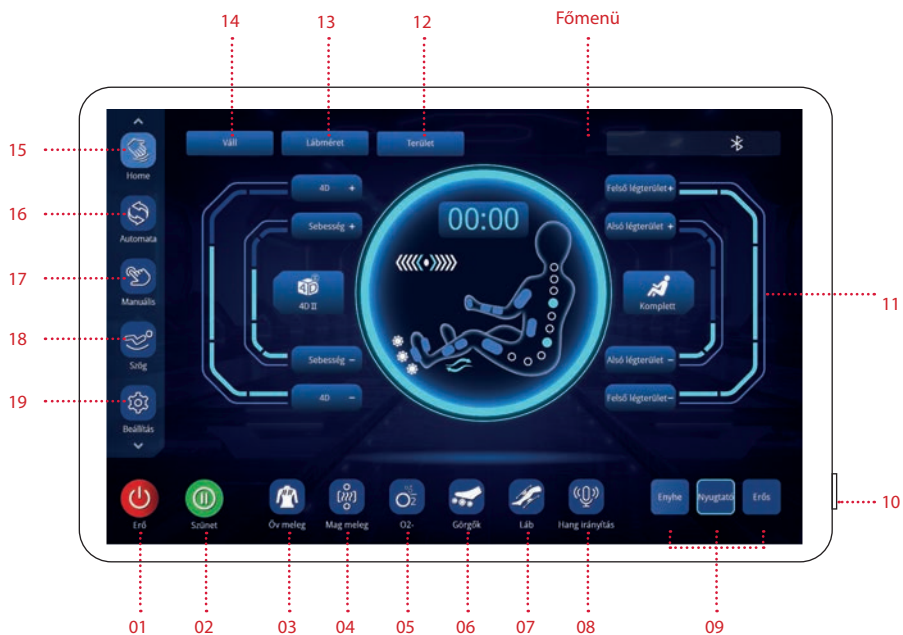 14
13
12
Főmenü
Váll
Lábméret
Terület
15
Home
4D +
Felső légterület+
16
Automata
Sebesség +
00:00
Alsó légterület +
17
Manuális
4D
4D II
Komplett
11
18
Szög
Sebesség −
Alsó légterület−
19
Beállítás
4D −
Felső légterület−
Enyhe
Nyugtató
Erős
10
Erő
Szünet
Öv meleg
Mag meleg
O2
O2-
Görgők
Láb
Hang irányítás
01
02
03
04
05
06
07
08
09